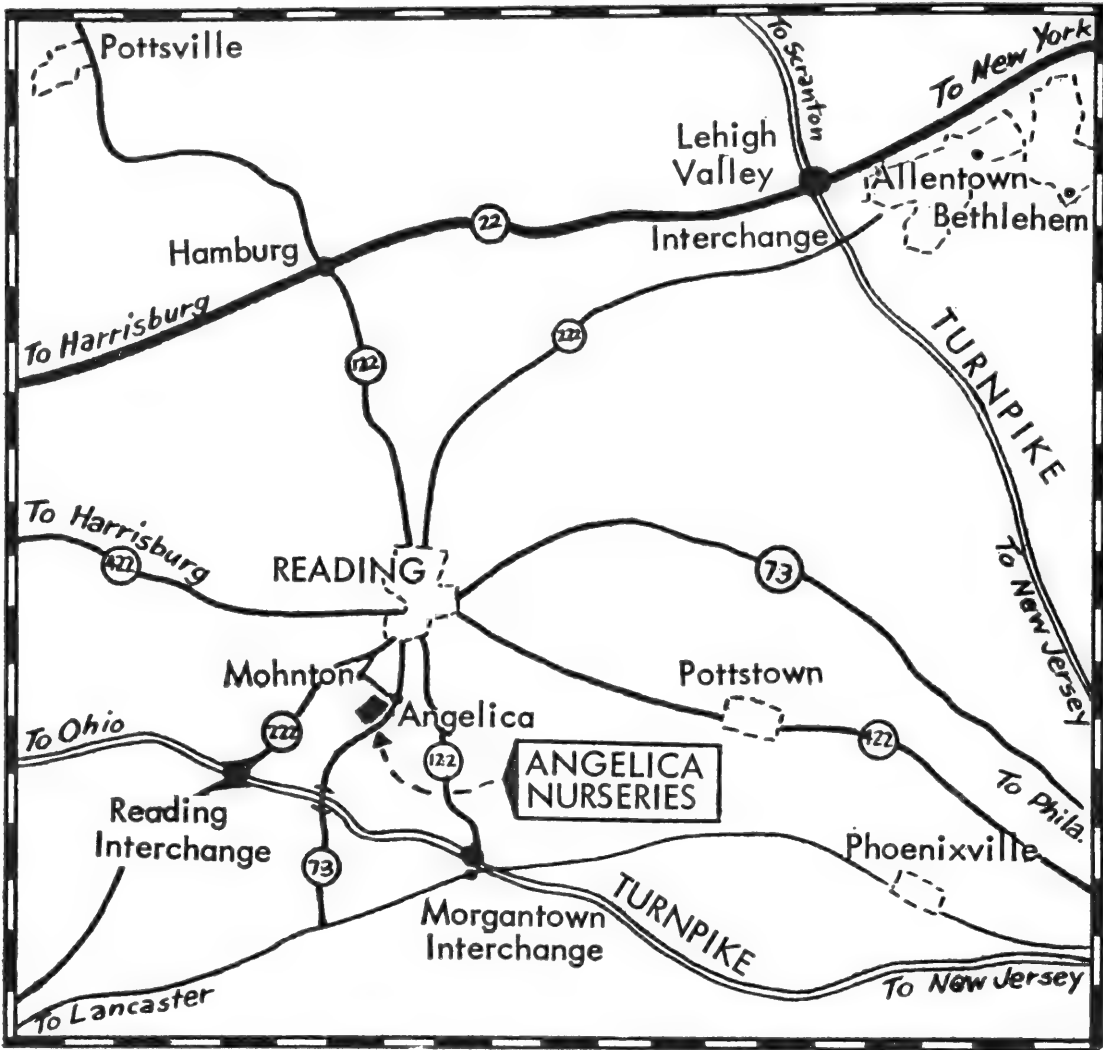 Pottsville
To Scranton
To New York
Lehigh
Valley
Interchange
Allentown
Bethlehem
Hamburg
22
To Harrisburg
122
222
TURNPIKE
To Harrisburg
422
READING
73
To New Jersey
Mohnton
Pottstown
Angelica
To Ohio
222
122
422
ANGELICA
NURSERIES
To Phila.
Reading
Interchange
73
Phoenixville
Morgantown
Interchange
TURNPIKE
To New Jersey
To Lancaster